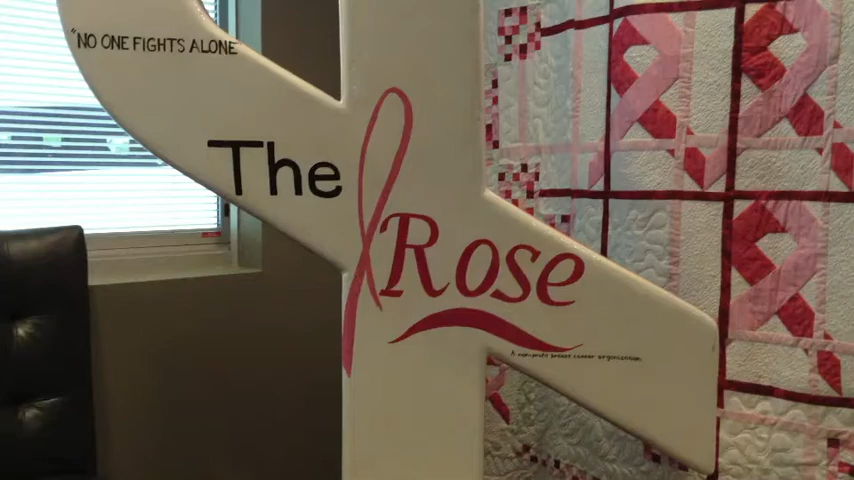 "NO ONE FIGHTS ALONE"
The Rose
A nonprofit breast cancer organization